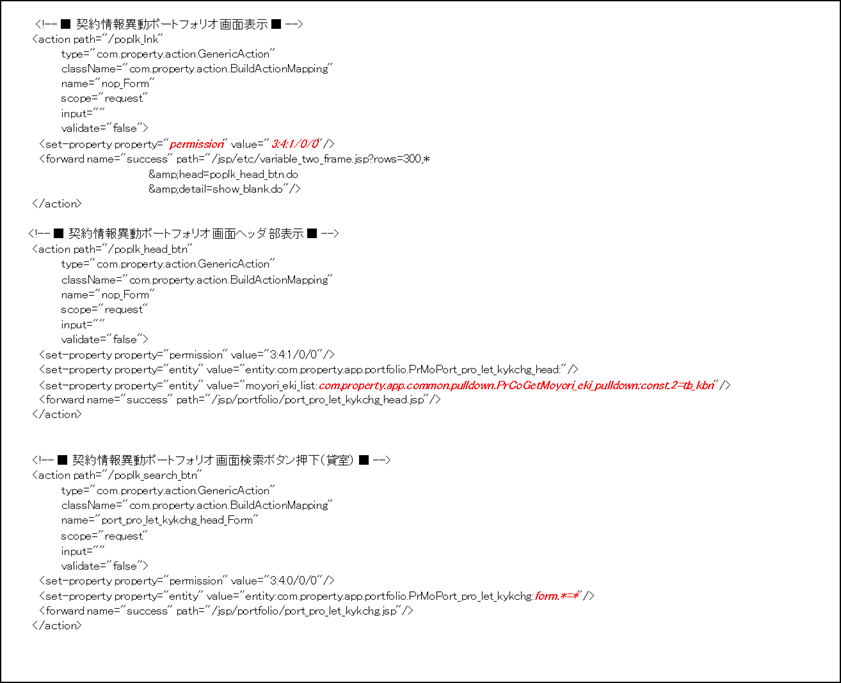 <!-- ■ 契約情報異動ポートフォリオ画面表示 ■ -->
<action path="/poplk_lnk"
type="com.property.action.GenericAction"
className="com.property.action.BuildActionMapping"
name="nop_Form"
scope="request"
input=""
validate="false">
<set-property property="permission" value="3:4:1/0/0"/>
<forward name="success" path="/jsp/etc/variable_two_frame.jsp?rows=300,*
&amp;head=poplk_head_btn.do
&amp;detail=show_blank.do"/>
</action>
<!-- ■ 契約情報異動ポートフォリオ画面ヘッダ部表示 ■ -->
<action path="/poplk_head_btn"
type="com.property.action.GenericAction"
className="com.property.action.BuildActionMapping"
name="nop_Form"
scope="request"
input=""
validate="false">
<set-property property="permission" value="3:4:1/0/0"/>
<set-property property="entity" value="entity:com.property.app.portfolio.PrMoPort_pro_let_kykchg_head:"/>
<set-property property="entity" value="moyori_eki_list:com.property.app.common.pulldown.PrCoGetMoyori_eki_pulldown:const.2=tb_kbn"/>
<forward name="success" path="/jsp/portfolio/port_pro_let_kykchg_head.jsp"/>
</action>
<!-- ■ 契約情報異動ポートフォリオ画面検索ボタン押下(貸室) ■ -->
<action path="/poplk_search_btn"
type="com.property.action.GenericAction"
className="com.property.action.BuildActionMapping"
name="port_pro_let_kykchg_head_Form"
scope="request"
input=""
validate="false">
<set-property property="permission" value="3:4:0/0/0"/>
<set-property property="entity" value="entity:com.property.app.portfolio.PrMoPort_pro_let_kykchg:form.*=*"/>
<forward name="success" path="/jsp/portfolio/port_pro_let_kykchg.jsp"/>
</action>